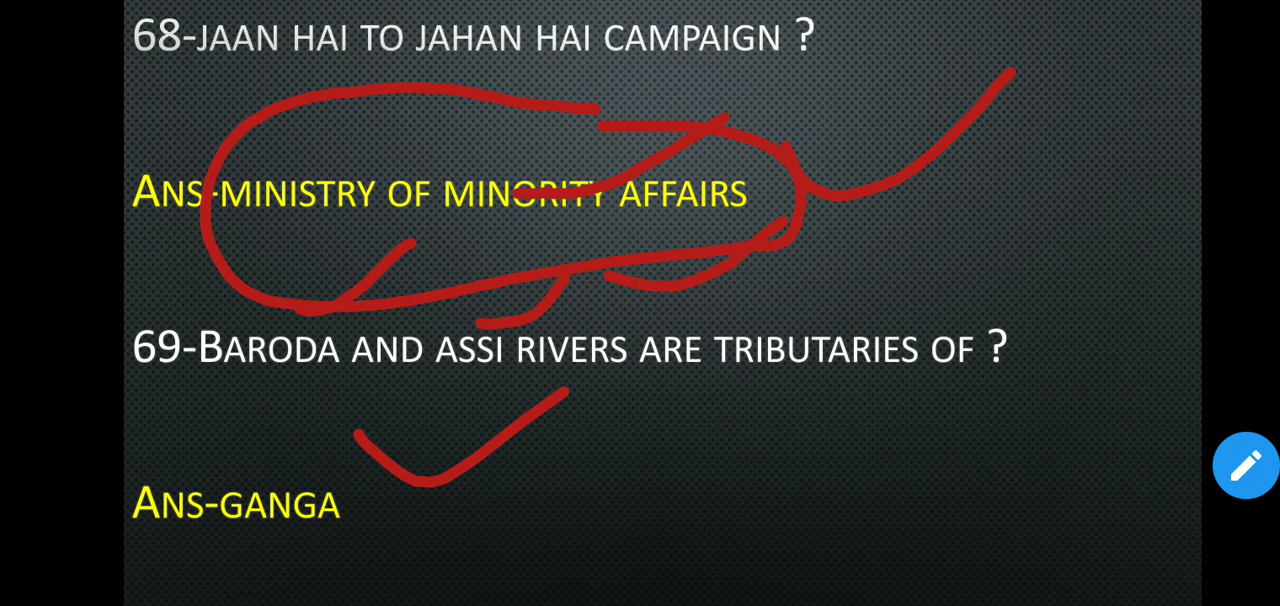 68-JAAN HAI TO JAHAN HAI CAMPAIGN ?
ANS-MINISTRY OF MINORITY AFFAIRS
69-BARODA AND ASSI RIVERS ARE TRIBUTARIES OF ?
ANS-GANGA